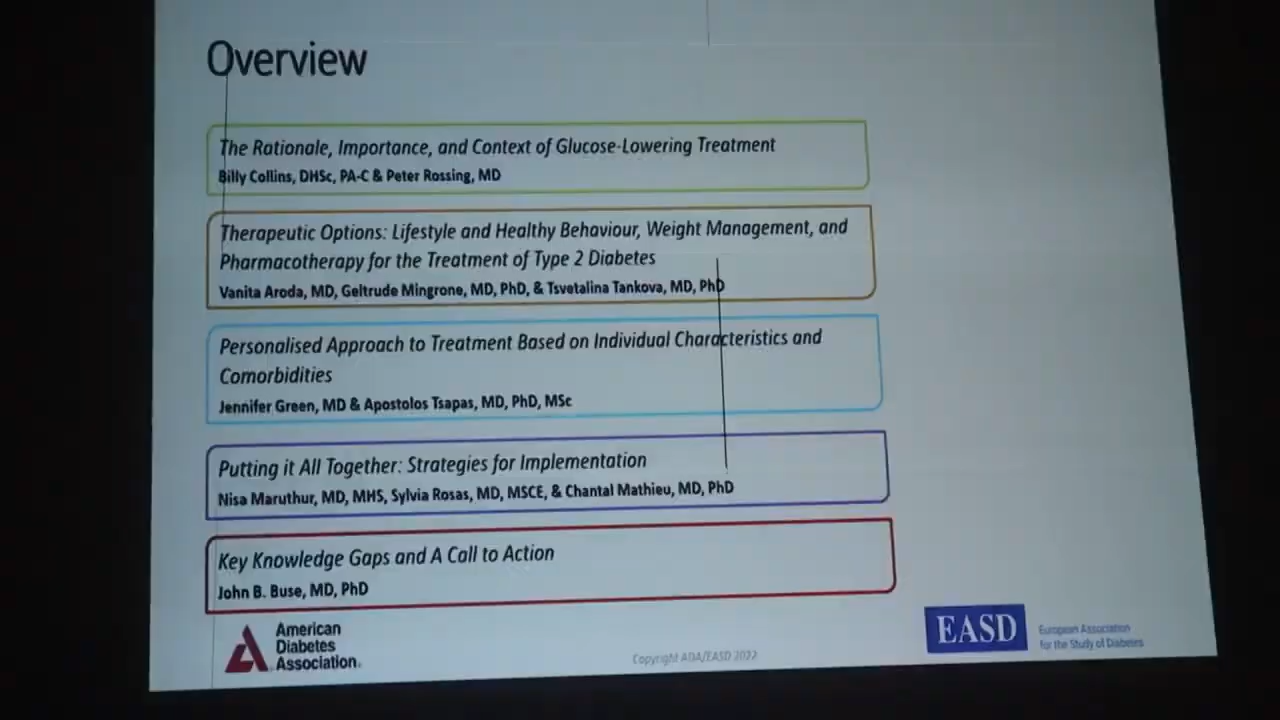 Overview
The Rationale, Importance, and Context of Glucose-Lowering Treatment
Billy Collins, DHSc, PA-C & Peter Rossing, MD
Therapeutic Options: Lifestyle and Healthy Behaviour, Weight Management, and
Pharmacotherapy for the Treatment of Type 2 Diabetes
Vanita Aroda, MD, Geltrude Mingrone, MD, PhD, & Tsvetalina Tankova, MD, PhD
Personalised Approach to Treatment Based on Individual Characteristics and
Comorbidities
Jennifer Green, MD & Apostolos Tsapas, MD, PhD, MSc
Putting it All Together: Strategies for Implementation
Nisa Maruthur, MD, MHS, Sylvia Rosas, MD, MSCE, & Chantal Mathieu, MD, PhD
Key Knowledge Gaps and A Call to Action
John B. Buse, MD, PhD
American
Diabetes
Association.
Copyright ADA/EASD 2022
EASD
European Association
for the Study of Diabetes